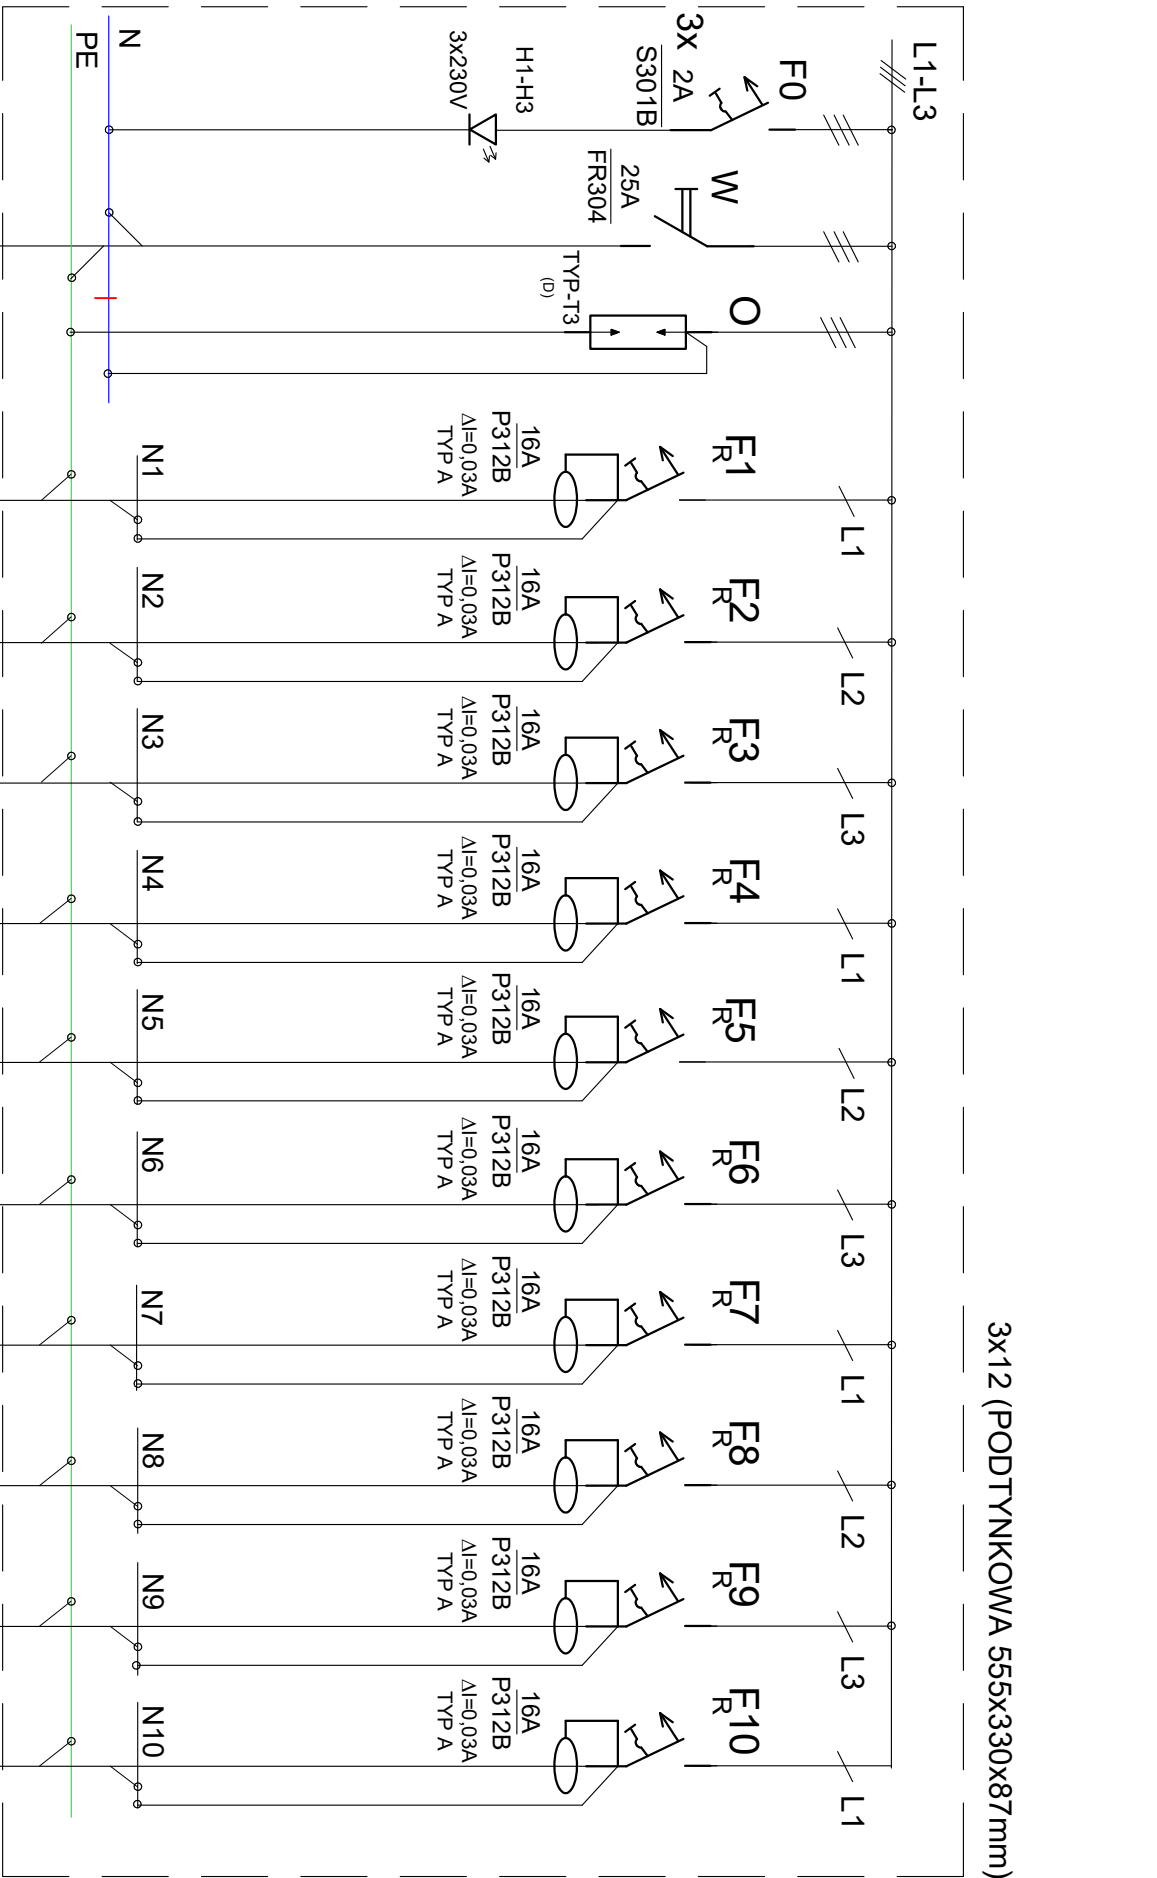 3x12 (PODTYNKOWA 555x330x87mm)
L1-L3
F0
3x 2A
S301B
H1-H3
3x230V
N
PE
W
25A
FR304
O
TYP-T3
(D)
L1
F1
R
16A
P312B
ΔI=0,03A
TYP A
N1
L2
F2
R
16A
P312B
ΔI=0,03A
TYP A
N2
L3
F3
R
16A
P312B
ΔI=0,03A
TYP A
N3
L1
F4
R
16A
P312B
ΔI=0,03A
TYP A
N4
L2
F5
R
16A
P312B
ΔI=0,03A
TYP A
N5
L3
F6
R
16A
P312B
ΔI=0,03A
TYP A
N6
L1
F7
R
16A
P312B
ΔI=0,03A
TYP A
N7
L2
F8
R
16A
P312B
ΔI=0,03A
TYP A
N8
L3
F9
R
16A
P312B
ΔI=0,03A
TYP A
N9
L1
F10
R
16A
P312B
ΔI=0,03A
TYP A
N10